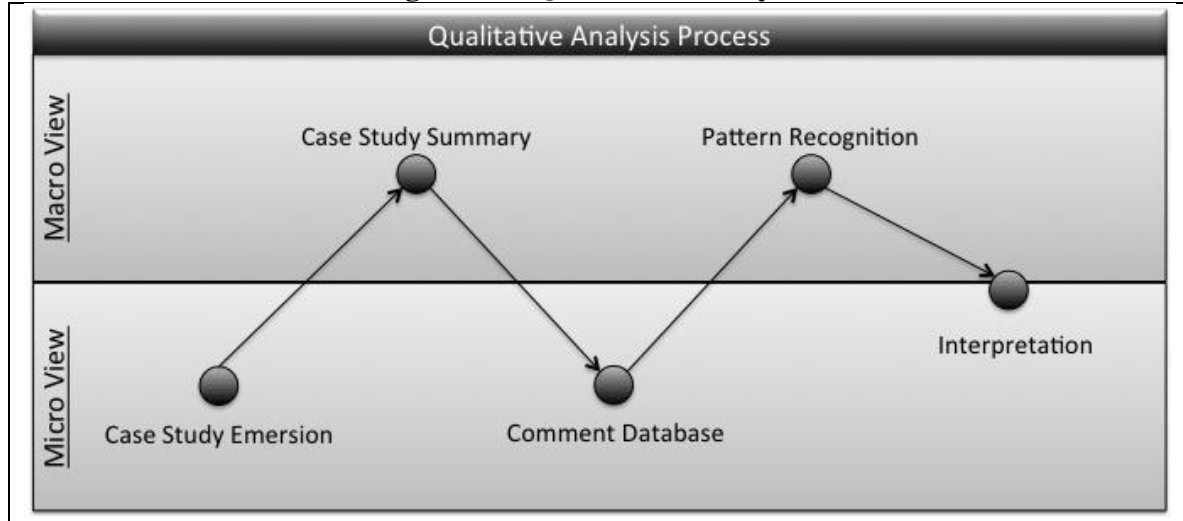 Qualitative Analysis Process
Macro View
Case Study Summary
Pattern Recognition
Micro View
Case Study Emersion
Comment Database
Interpretation